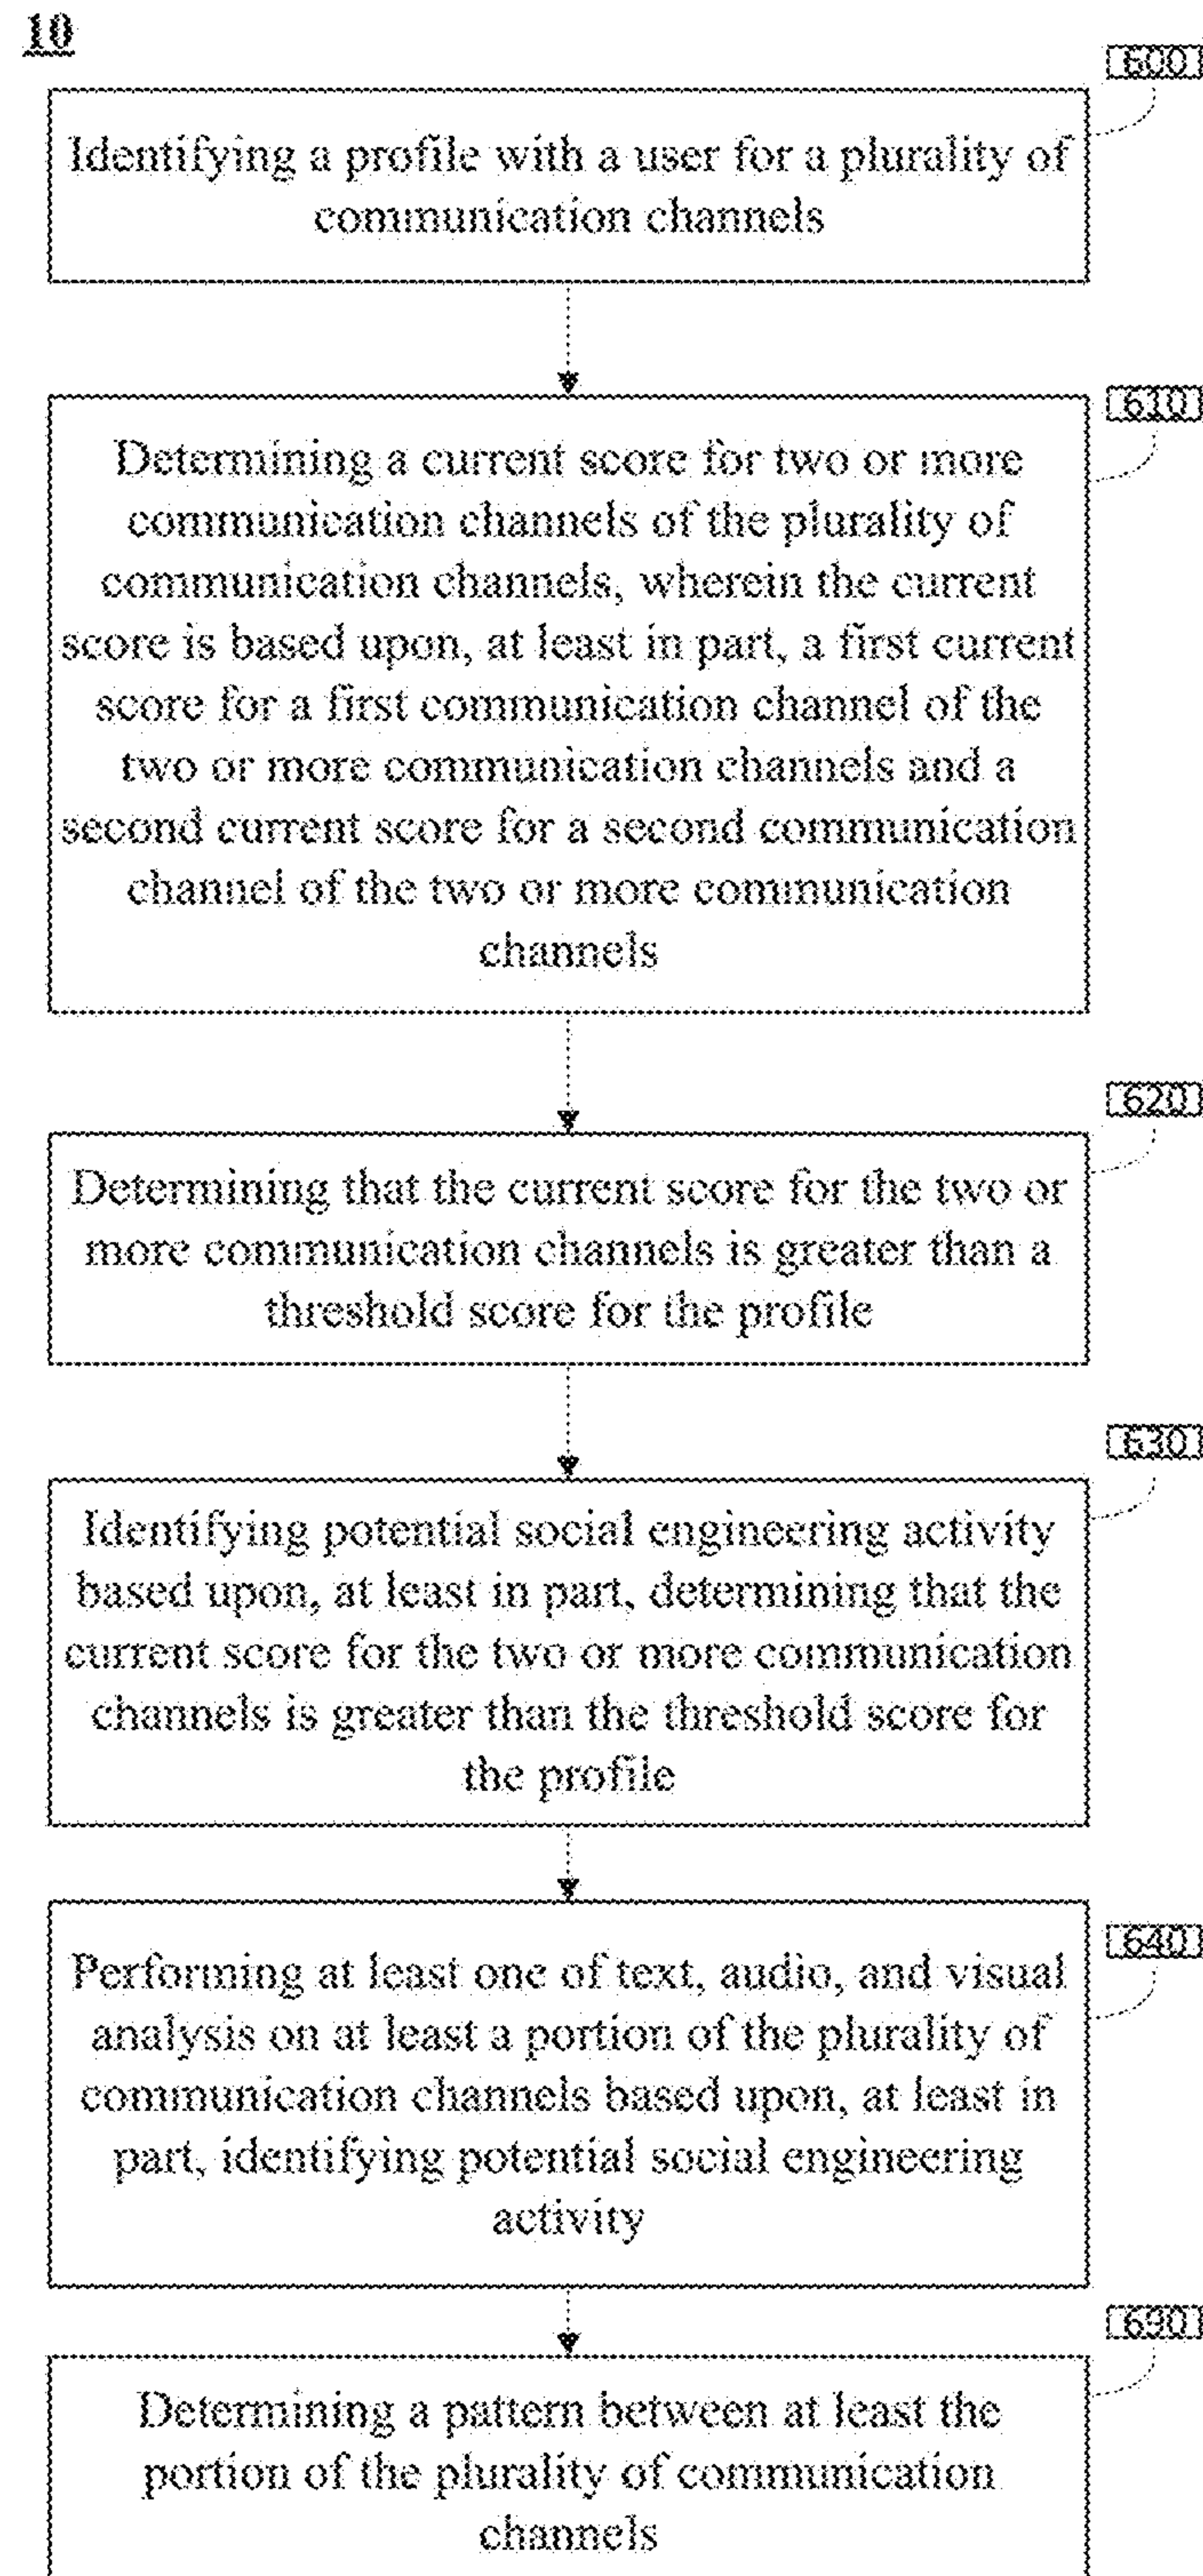 10
600
Identifying a profile with a user for a plurality of
communication channels
610
Determining a current score for two or more
communication channels of the plurality of
communication channels, wherein the current
score is based upon, at least in part, a first current
score for a first communication channel of the
two or more communication channels and a
second current score for a second communication
channel of the two or more communication
channels
620
Determining that the current score for the two or
more communication channels is greater than a
threshold score for the profile
630
Identifying potential social engineering activity
based upon, at least in part, determining that the
current score for the two or more communication
channels is greater than the threshold score for
the profile
640
Performing at least one of text, audio, and visual
analysis on at least a portion of the plurality of
communication channels based upon, at least in
part, identifying potential social engineering
activity
690
Determining a pattern between at least the
portion of the plurality of communication
channels